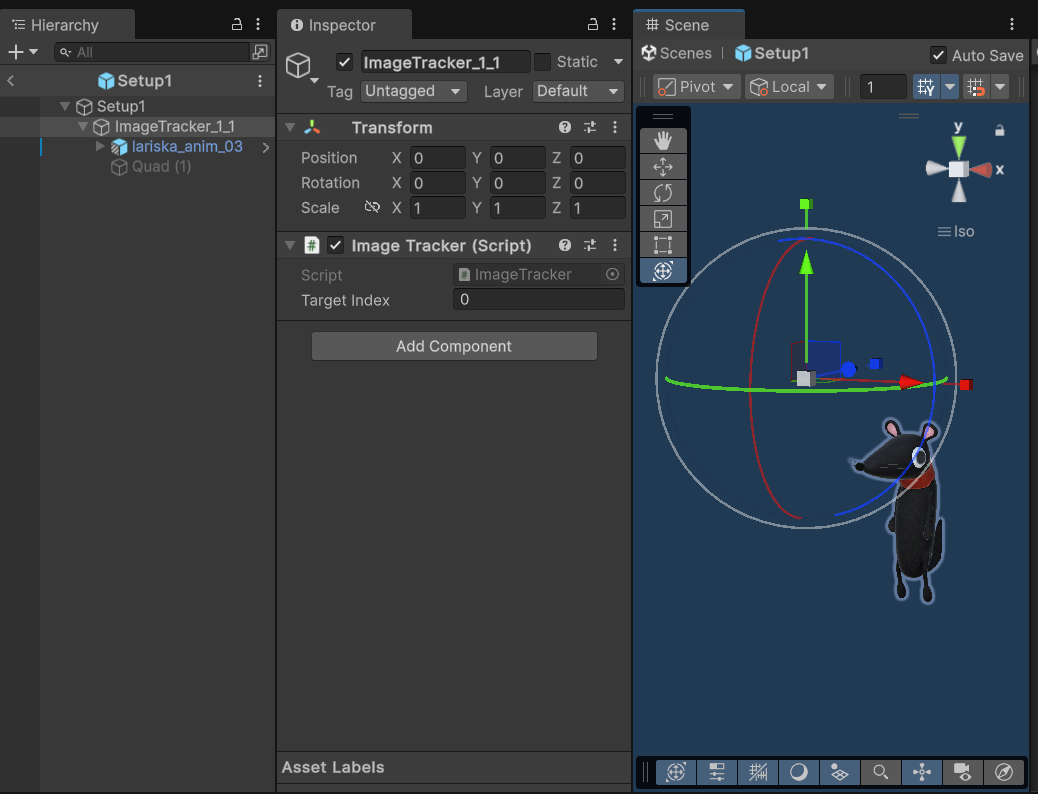 Hierarchy
All
Setup1
Setup1
ImageTracker_1_1
lariska_anim_03
Quad (1)
Inspector
ImageTracker_1_1
Static
Tag
Untagged
Layer
Default
Transform
Position X 0 Y 0 Z 0
Rotation X 0 Y 0 Z 0
Scale X 1 Y 1 Z 1
# Image Tracker (Script)
Script # ImageTracker
Target Index 0
Add Component
Asset Labels
Scene
Scenes | Setup1
Auto Save
Pivot
Local
1
Y
y
x
Iso